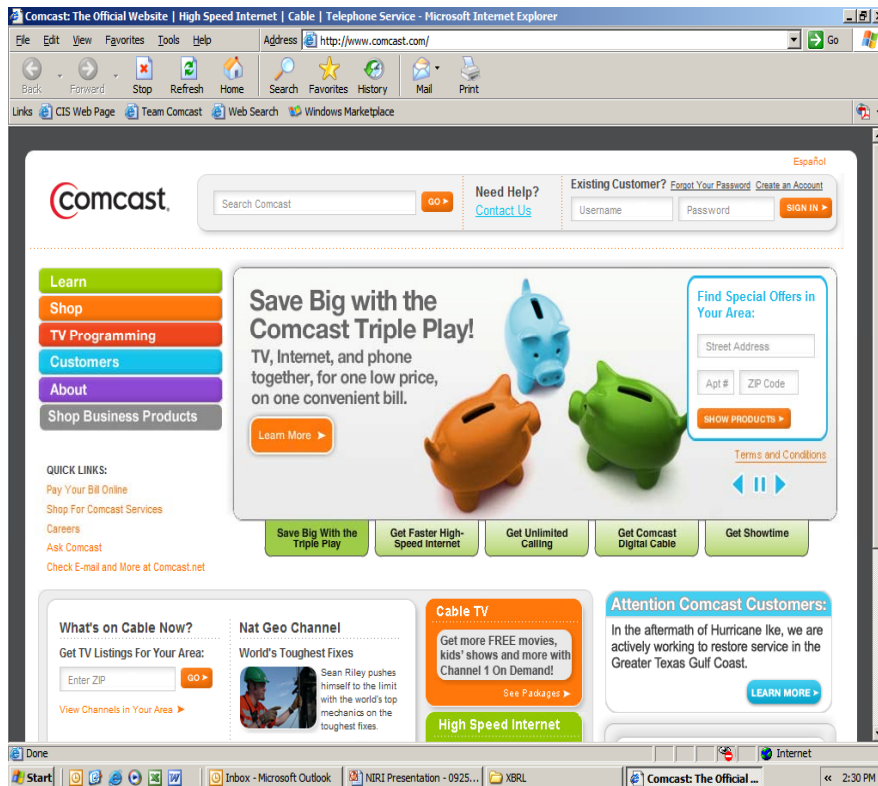 Comcast: The Official Website | High Speed Internet | Cable | Telephone Service - Microsoft Internet Explorer
File Edit View Favorites Tools Help Address http://www.comcast.com/ Go
Back Forward Stop Refresh Home Search Favorites History Mail Print
Links CIS Web Page Team Comcast Web Search Windows Marketplace
Español
comcast.
Search Comcast
GO
Need Help?
Contact Us
Existing Customer? Forgot Your Password Create an Account
Username Password SIGN IN
Learn
Shop
TV Programming
Customers
About
Shop Business Products
QUICK LINKS:
Pay Your Bill Online
Shop For Comcast Services
Careers
Ask Comcast
Check E-mail and More at Comcast.net
Save Big with the
Comcast Triple Play!
TV, Internet, and phone
together, for one low price,
on one convenient bill.
Learn More
Find Special Offers in
Your Area:
Street Address
Apt # ZIP Code
SHOW PRODUCTS
Terms and Conditions
Save Big With the
Triple Play
Get Faster High-
Speed Internet
Get Unlimited
Calling
Get Comcast
Digital Cable
Get Showtime
What's on Cable Now?
Get TV Listings For Your Area:
Enter ZIP GO
View Channels in Your Area
Nat Geo Channel
World's Toughest Fixes
Sean Riley pushes
himself to the limit
with the world's top
mechanics on the
toughest fixes.
Cable TV
Get more FREE movies,
kids' shows and more with
Channel 1 On Demand!
See Packages
High Speed Internet
Attention Comcast Customers:
In the aftermath of Hurricane Ike, we are
actively working to restore service in the
Greater Texas Gulf Coast.
LEARN MORE
Done Internet
Start Inbox - Microsoft Outlook NIRI Presentation - 0925... XBRL Comcast: The Official ... 2:30 PM